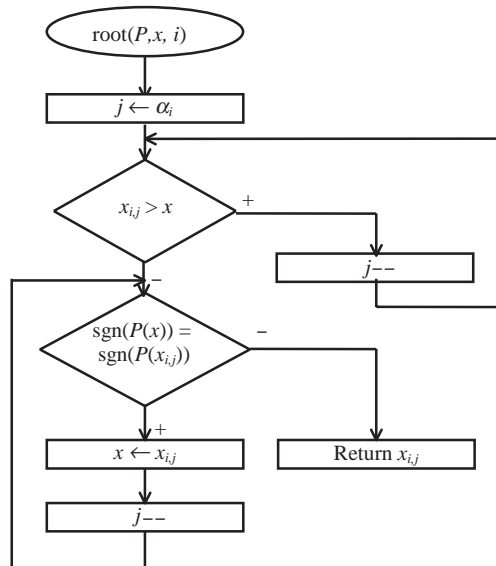 root(P,x, i)
j ← αᵢ
xᵢ,ⱼ > x
+
j−−
−
sgn(P(x)) =
sgn(P(xᵢ,ⱼ))
−
+
x ← xᵢ,ⱼ
Return xᵢ,ⱼ
j−−